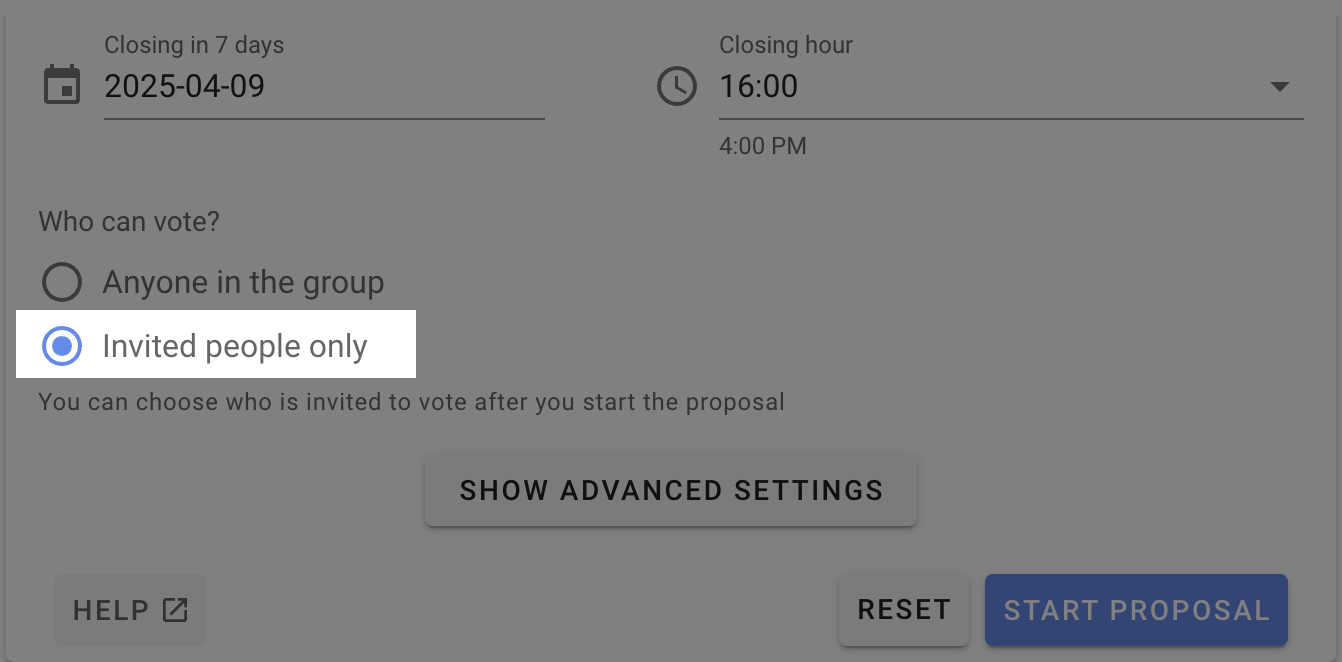 Closing in 7 days
2025-04-09
Closing hour
16:00
4:00 PM
Who can vote?
Anyone in the group
Invited people only
You can choose who is invited to vote after you start the proposal
SHOW ADVANCED SETTINGS
HELP
RESET
START PROPOSAL